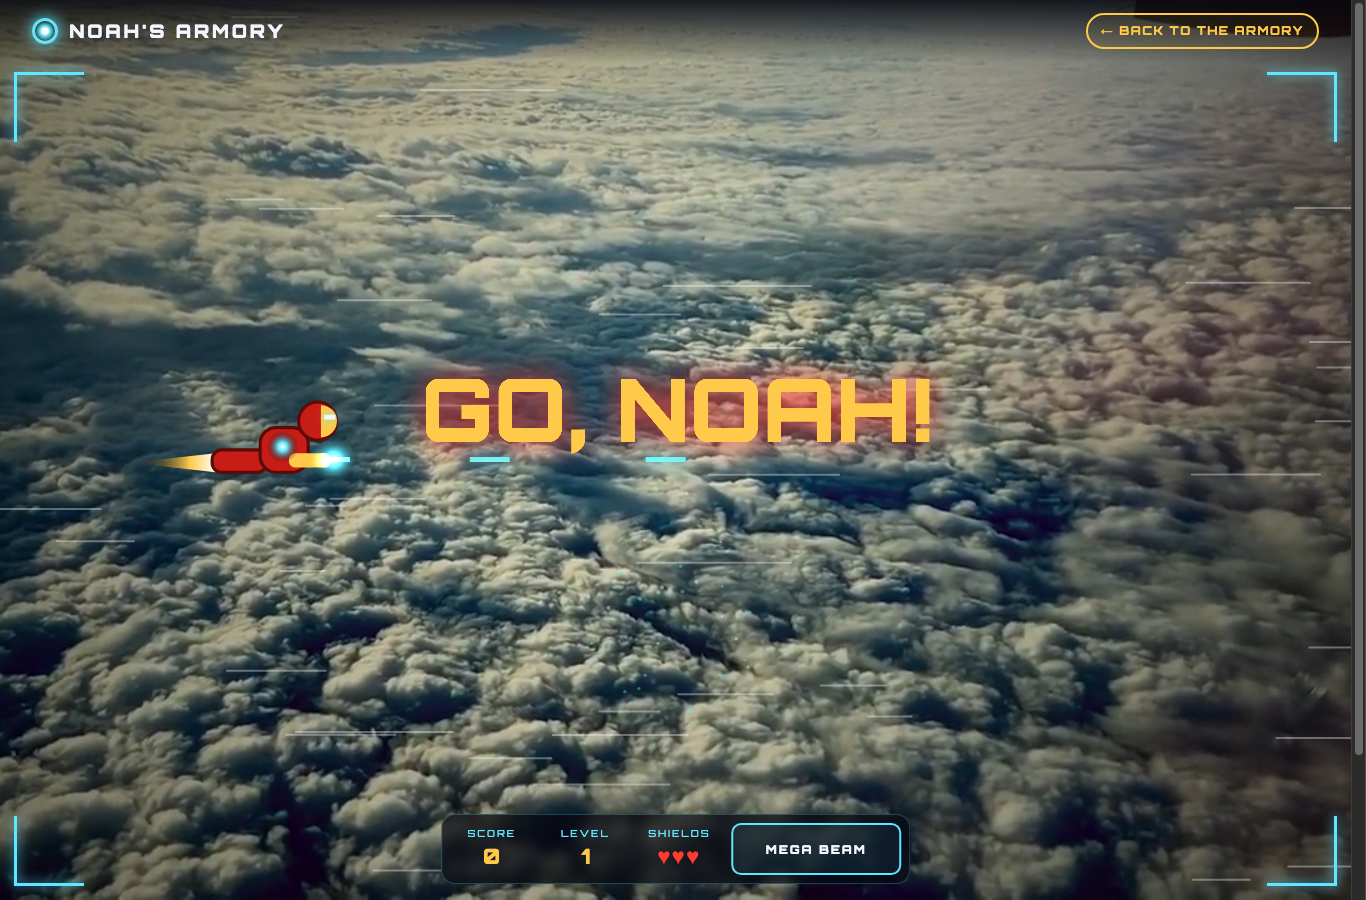 NOAH'S ARMORY
← BACK TO THE ARMORY
GO, NOAH!
SCORE
0
LEVEL
1
SHIELDS
♥♥♥
MEGA BEAM